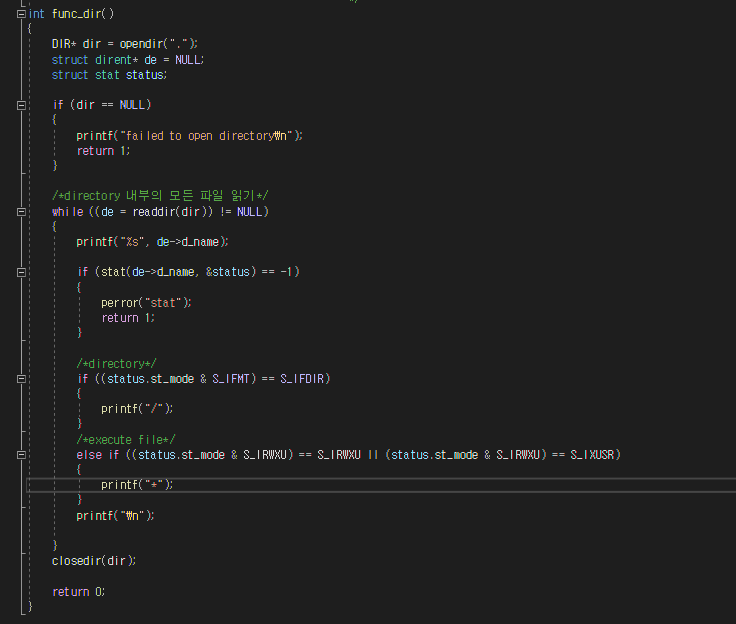 */
int func_dir()
{
DIR* dir = opendir(".");
struct dirent* de = NULL;
struct stat status;
if (dir == NULL)
{
printf("failed to open directory₩n");
return 1;
}
/*directory 내부의 모든 파일 읽기*/
while ((de = readdir(dir)) != NULL)
{
printf("%s", de->d_name);
if (stat(de->d_name, &status) == -1)
{
perror("stat");
return 1;
}
/*directory*/
if ((status.st_mode & S_IFMT) == S_IFDIR)
{
printf("/");
}
/*execute file*/
else if ((status.st_mode & S_IRWXU) == S_IRWXU || (status.st_mode & S_IRWXU) == S_IXUSR)
{
printf("*");
}
printf("₩n");
}
closedir(dir);
return 0;
}